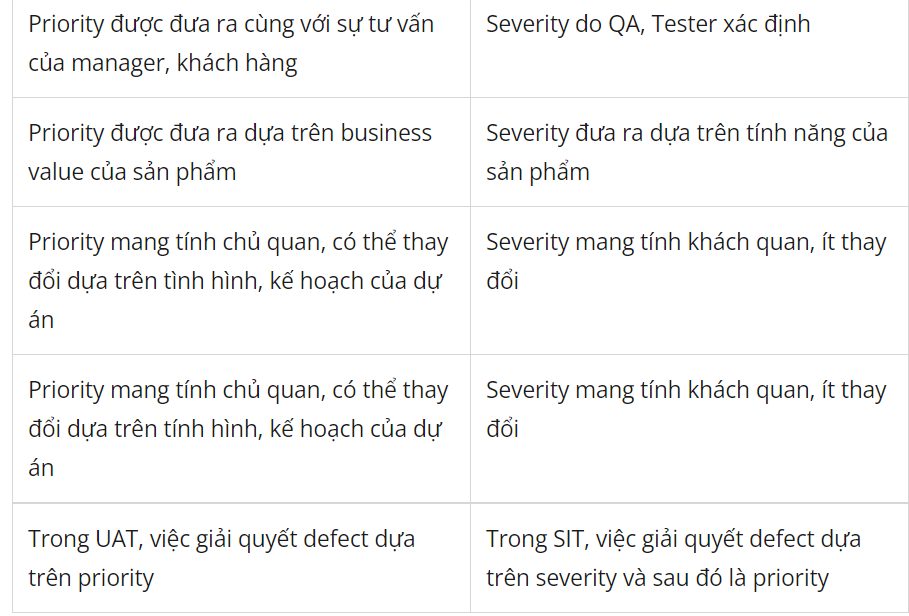 Priority được đưa ra cùng với sự tư vấn
của manager, khách hàng
Severity do QA, Tester xác định
Priority được đưa ra dựa trên business
value của sản phẩm
Severity đưa ra dựa trên tính năng của
sản phẩm
Priority mang tính chủ quan, có thể thay
đổi dựa trên tình hình, kế hoạch của dự
án
Severity mang tính khách quan, ít thay
đổi
Priority mang tính chủ quan, có thể thay
đổi dựa trên tính hình, kế hoạch của dự
án
Severity mang tính khách quan, ít thay
đổi
Trong UAT, việc giải quyết defect dựa
trên priority
Trong SIT, việc giải quyết defect dựa
trên severity và sau đó là priority